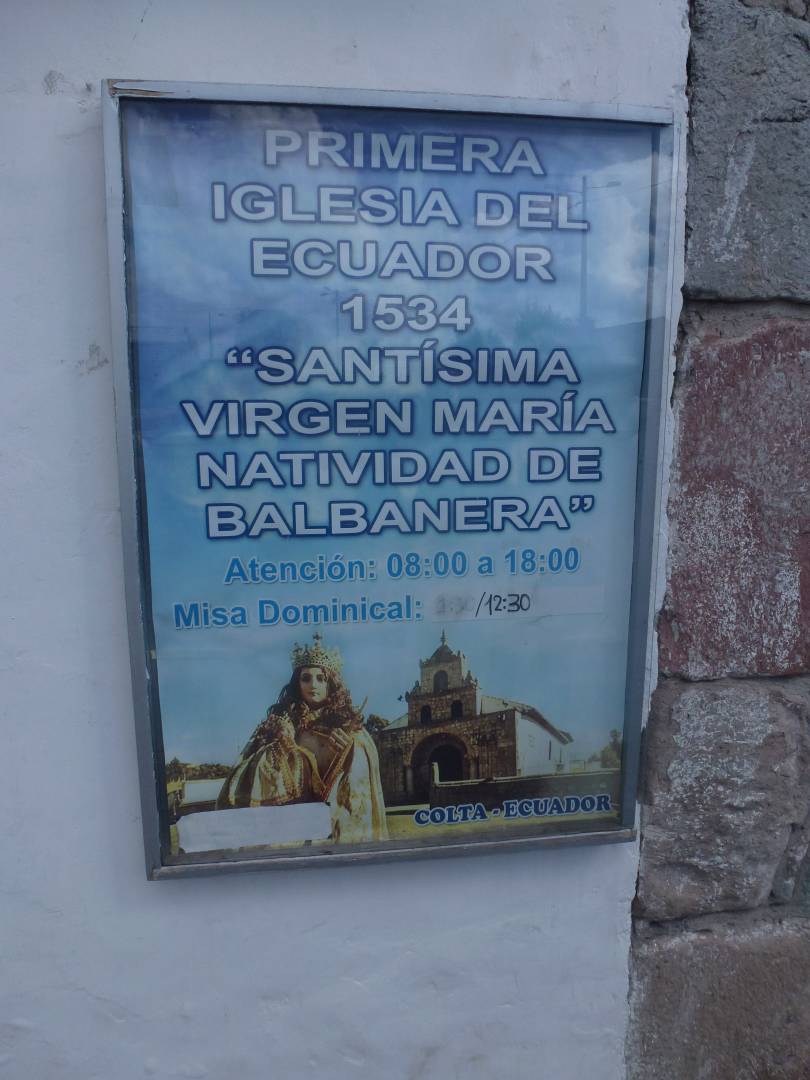 PRIMERA
IGLESIA DEL
ECUADOR
1534
“SANTÍSIMA
VIRGEN MARÍA
NATIVIDAD DE
BALBANERA”
Atención: 08:00 a 18:00
Misa Dominical: /12:30
COLTA - ECUADOR